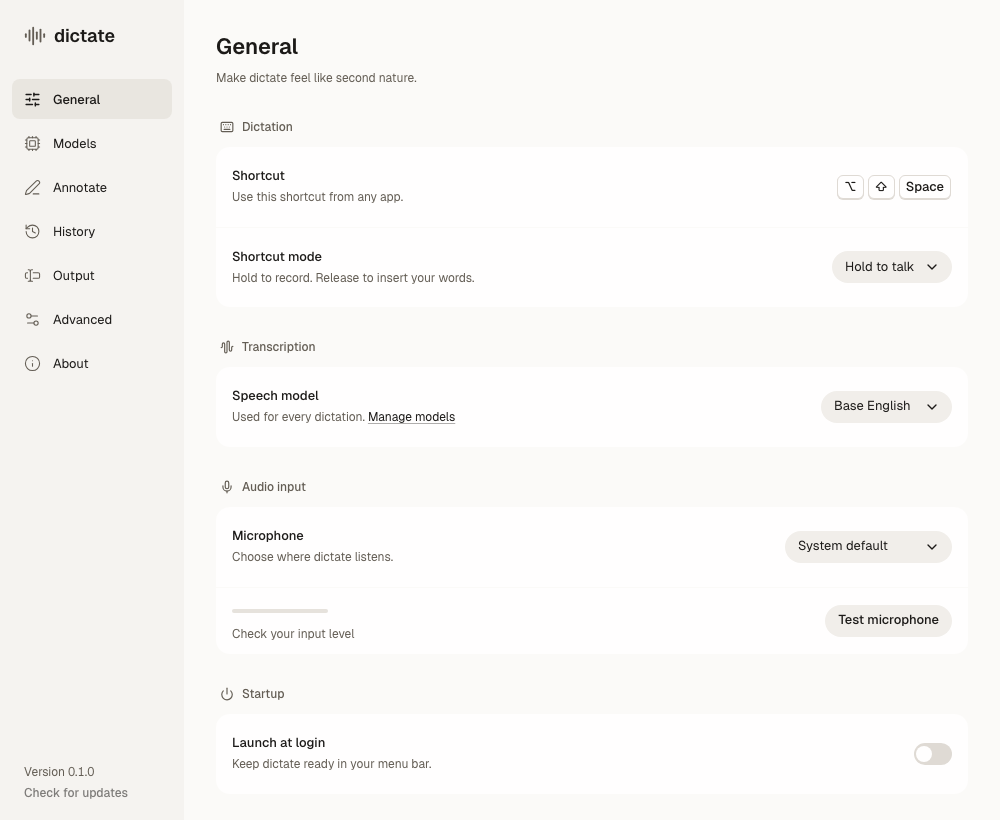 dictate
General
Models
Annotate
History
Output
Advanced
About
Version 0.1.0
Check for updates
General
Make dictate feel like second nature.
Dictation
Shortcut
Use this shortcut from any app.
⌥ ⇧ Space
Shortcut mode
Hold to record. Release to insert your words.
Hold to talk
Transcription
Speech model
Used for every dictation. Manage models
Base English
Audio input
Microphone
Choose where dictate listens.
System default
Check your input level
Test microphone
Startup
Launch at login
Keep dictate ready in your menu bar.